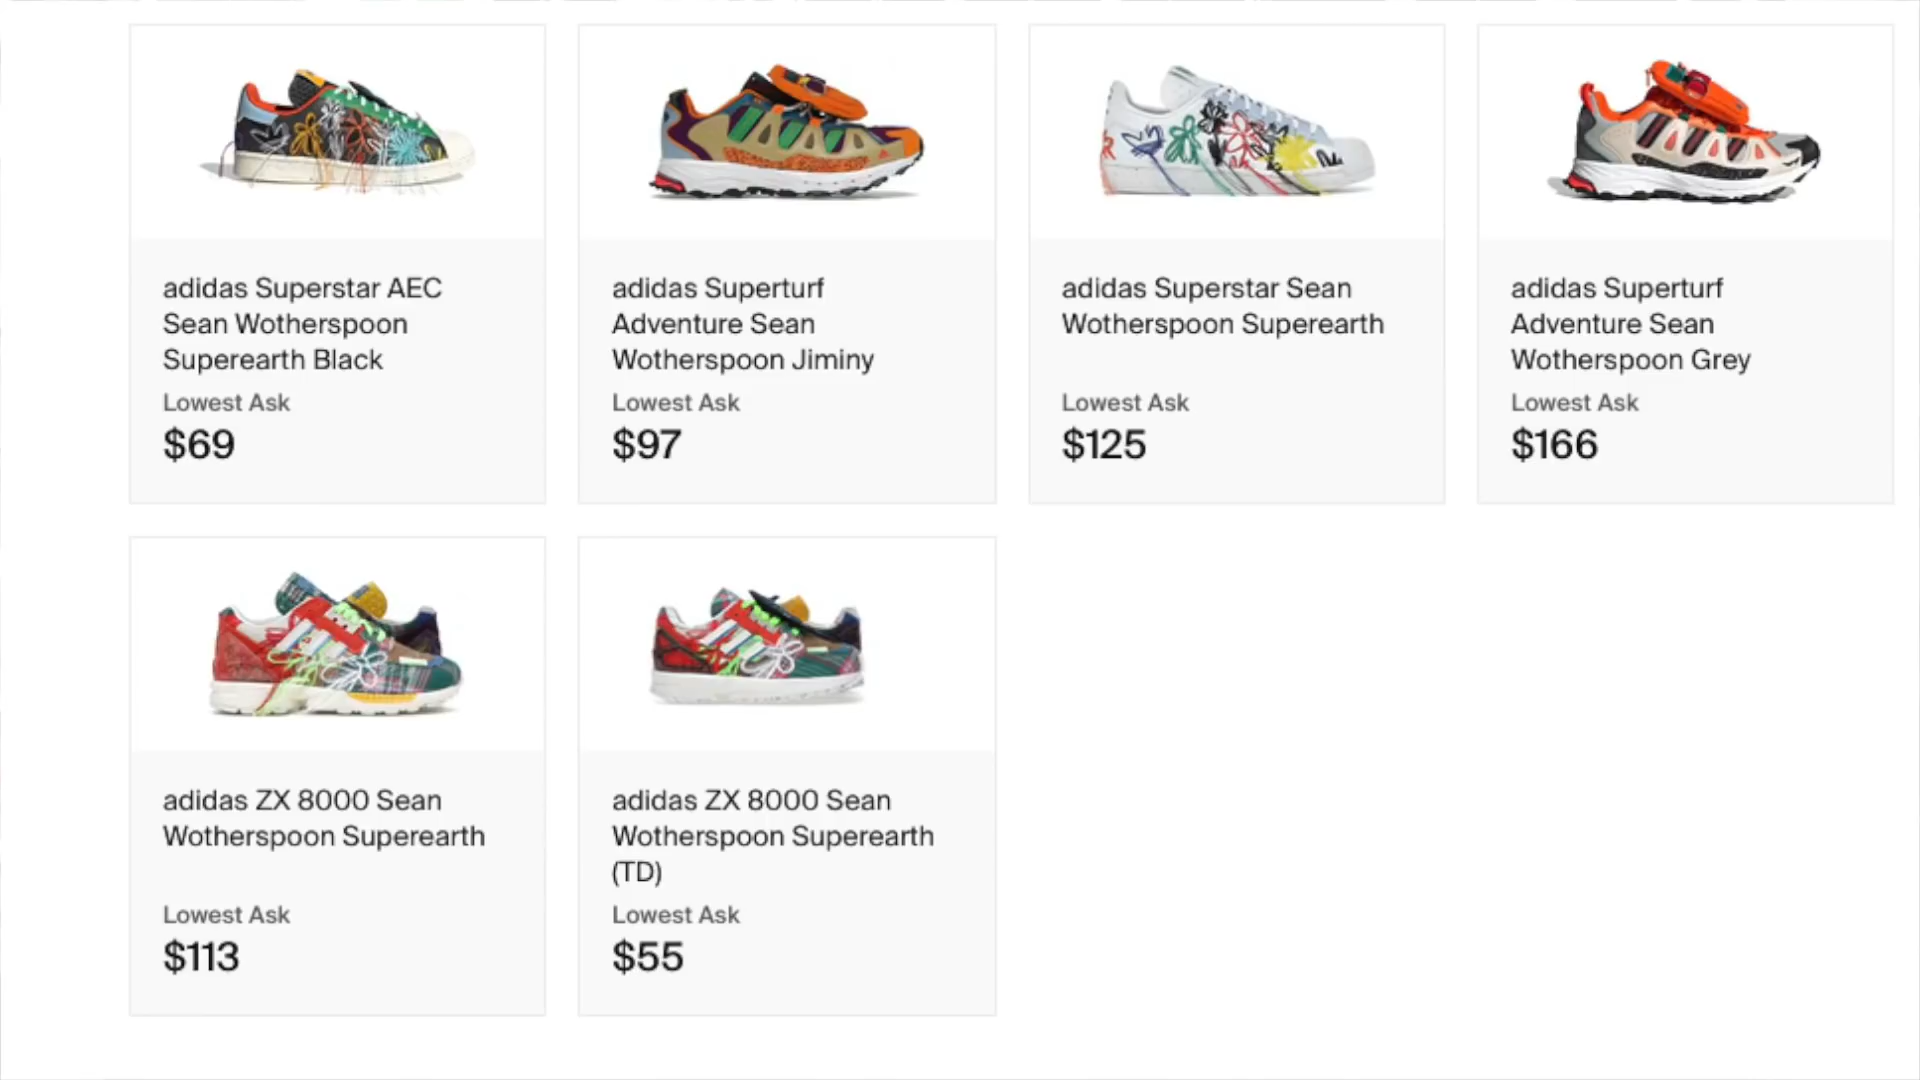 adidas Superstar AEC
Sean Wotherspoon
Superearth Black
Lowest Ask
$69
adidas Superturf
Adventure Sean
Wotherspoon Jiminy
Lowest Ask
$97
adidas Superstar Sean
Wotherspoon Superearth
Lowest Ask
$125
adidas Superturf
Adventure Sean
Wotherspoon Grey
Lowest Ask
$166
adidas ZX 8000 Sean
Wotherspoon Superearth
Lowest Ask
$113
adidas ZX 8000 Sean
Wotherspoon Superearth
(TD)
Lowest Ask
$55